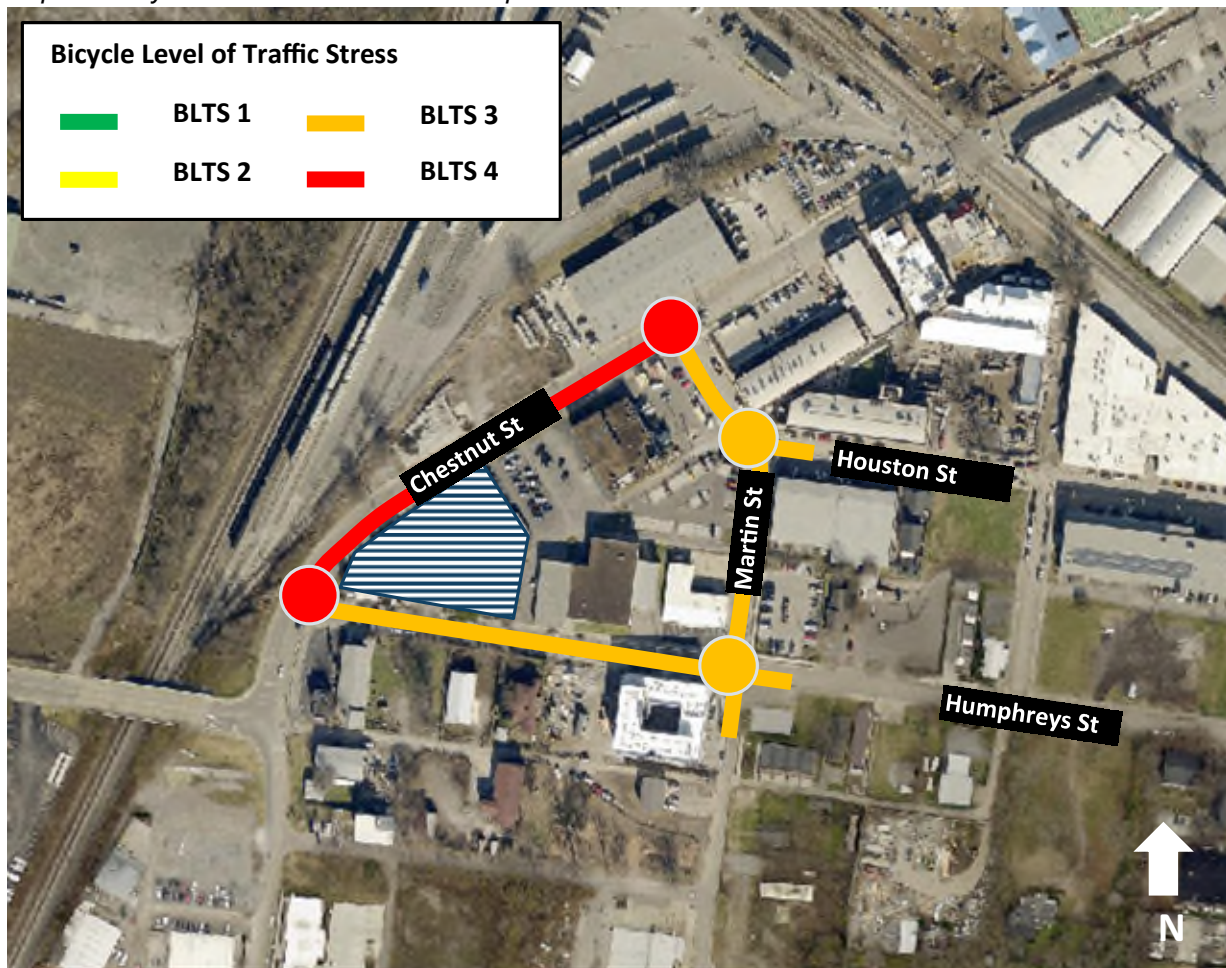 Bicycle Level of Traffic Stress
BLTS 1
BLTS 3
BLTS 2
BLTS 4
Chestnut St
Houston St
Martin St
Humphreys St
N